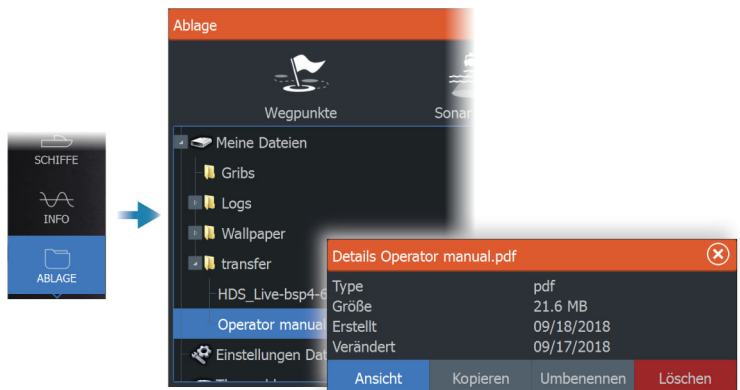 SCHIFFE
INFO
ABLAGE
Ablage
Wegpunkte
Meine Dateien
Gribs
Logs
Wallpaper
transfer
Operator manual
Einstellungen
Details Operator manual.pdf
Type pdf
Größe 21.6 MB
Erstellt 09/18/2018
Verändert 09/17/2018
Ansicht Kopieren Umbenennen Löschen